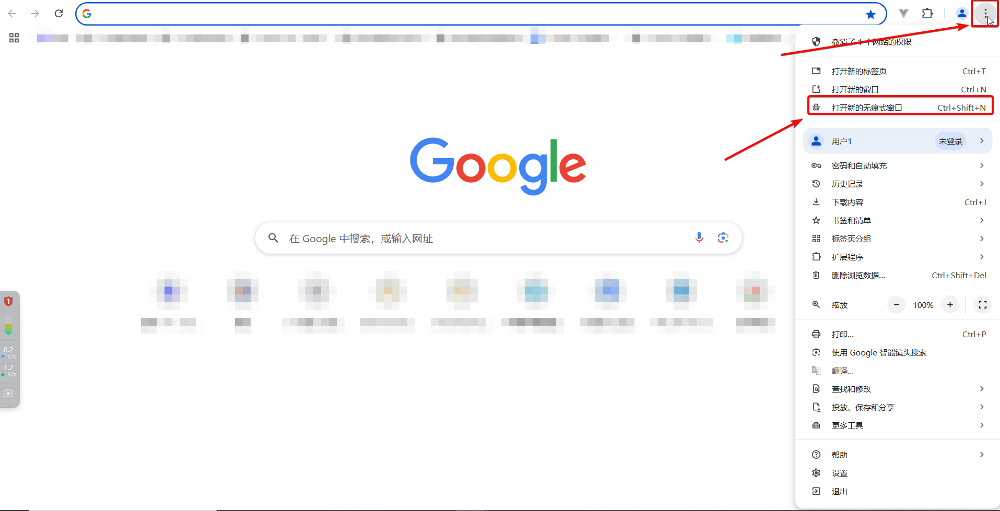 撤消了 1 个网站的权限
打开新的标签页 Ctrl+T
打开新的窗口 Ctrl+N
打开新的无痕式窗口 Ctrl+Shift+N
用户1 未登录
密码和自动填充
历史记录
下载内容 Ctrl+J
书签和清单
标签页分组
扩展程序
删除浏览数据... Ctrl+Shift+Del
缩放 − 100% +
打印... Ctrl+P
使用 Google 智能镜头搜索
翻译...
查找和修改
投放、保存和分享
更多工具
帮助
设置
退出
Google
在 Google 中搜索，或输入网址
1
0.2
K/s
1.7
K/s